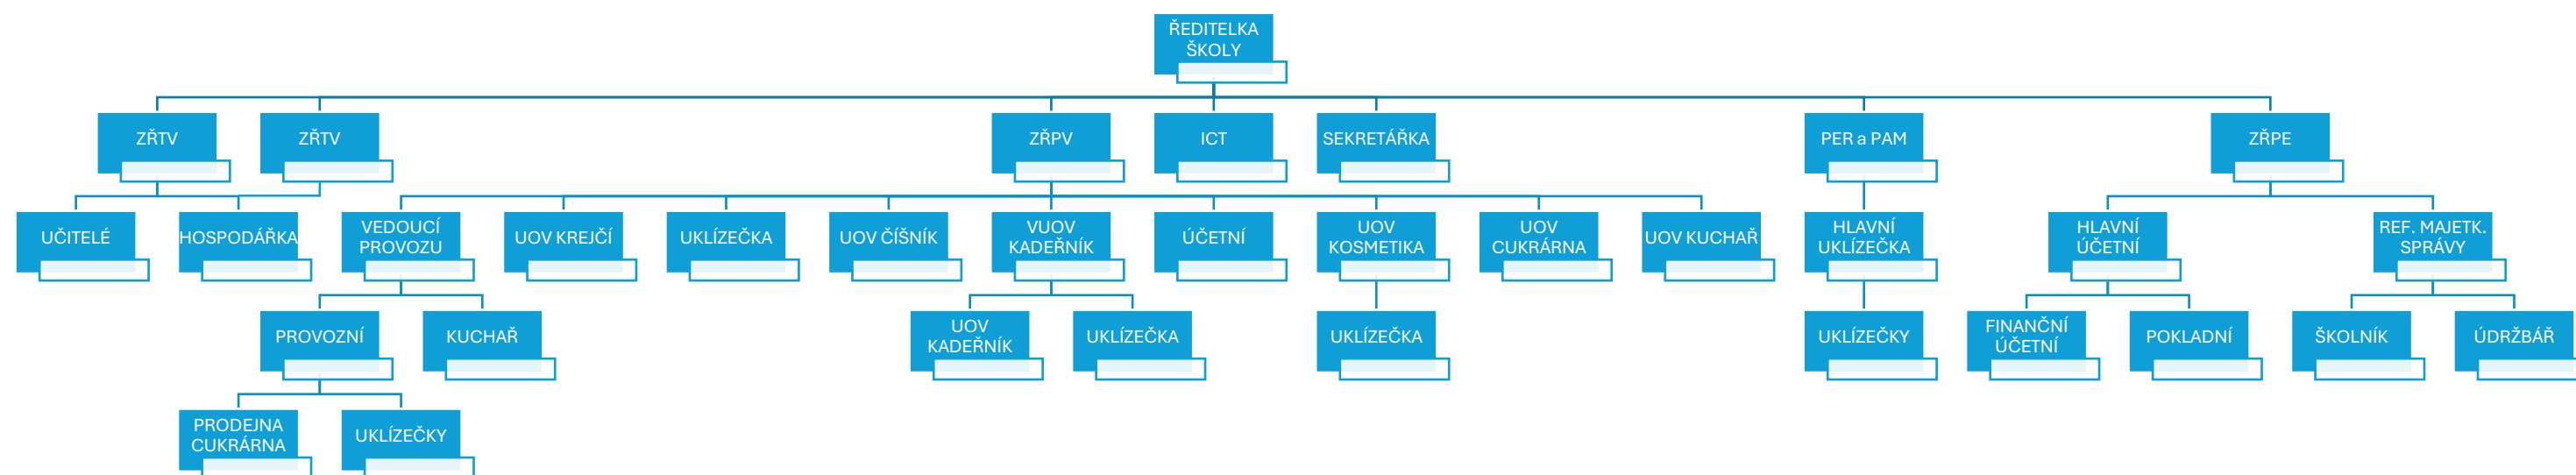 ŘEDITELKA
ŠKOLY
ZŘTV
ZŘTV
ZŘPV
ICT
SEKRETÁŘKA
PER a PAM
ZŘPE
UČITELÉ
HOSPODÁŘKA
VEDOUCÍ
PROVOZU
UOV KREJČÍ
UKLÍZEČKA
UOV ČÍŠNÍK
VUOV
KADEŘNÍK
ÚČETNÍ
UOV
KOSMETIKA
UOV
CUKRÁRNA
UOV KUCHAŘ
HLAVNÍ
UKLÍZEČKA
HLAVNÍ
ÚČETNÍ
REF. MAJETK.
SPRÁVY
PROVOZNÍ
KUCHAŘ
UOV
KADEŘNÍK
UKLÍZEČKA
UKLÍZEČKA
UKLÍZEČKY
FINANČNÍ
ÚČETNÍ
POKLADNÍ
ŠKOLNÍK
ÚDRŽBÁŘ
PRODEJNA
CUKRÁRNA
UKLÍZEČKY